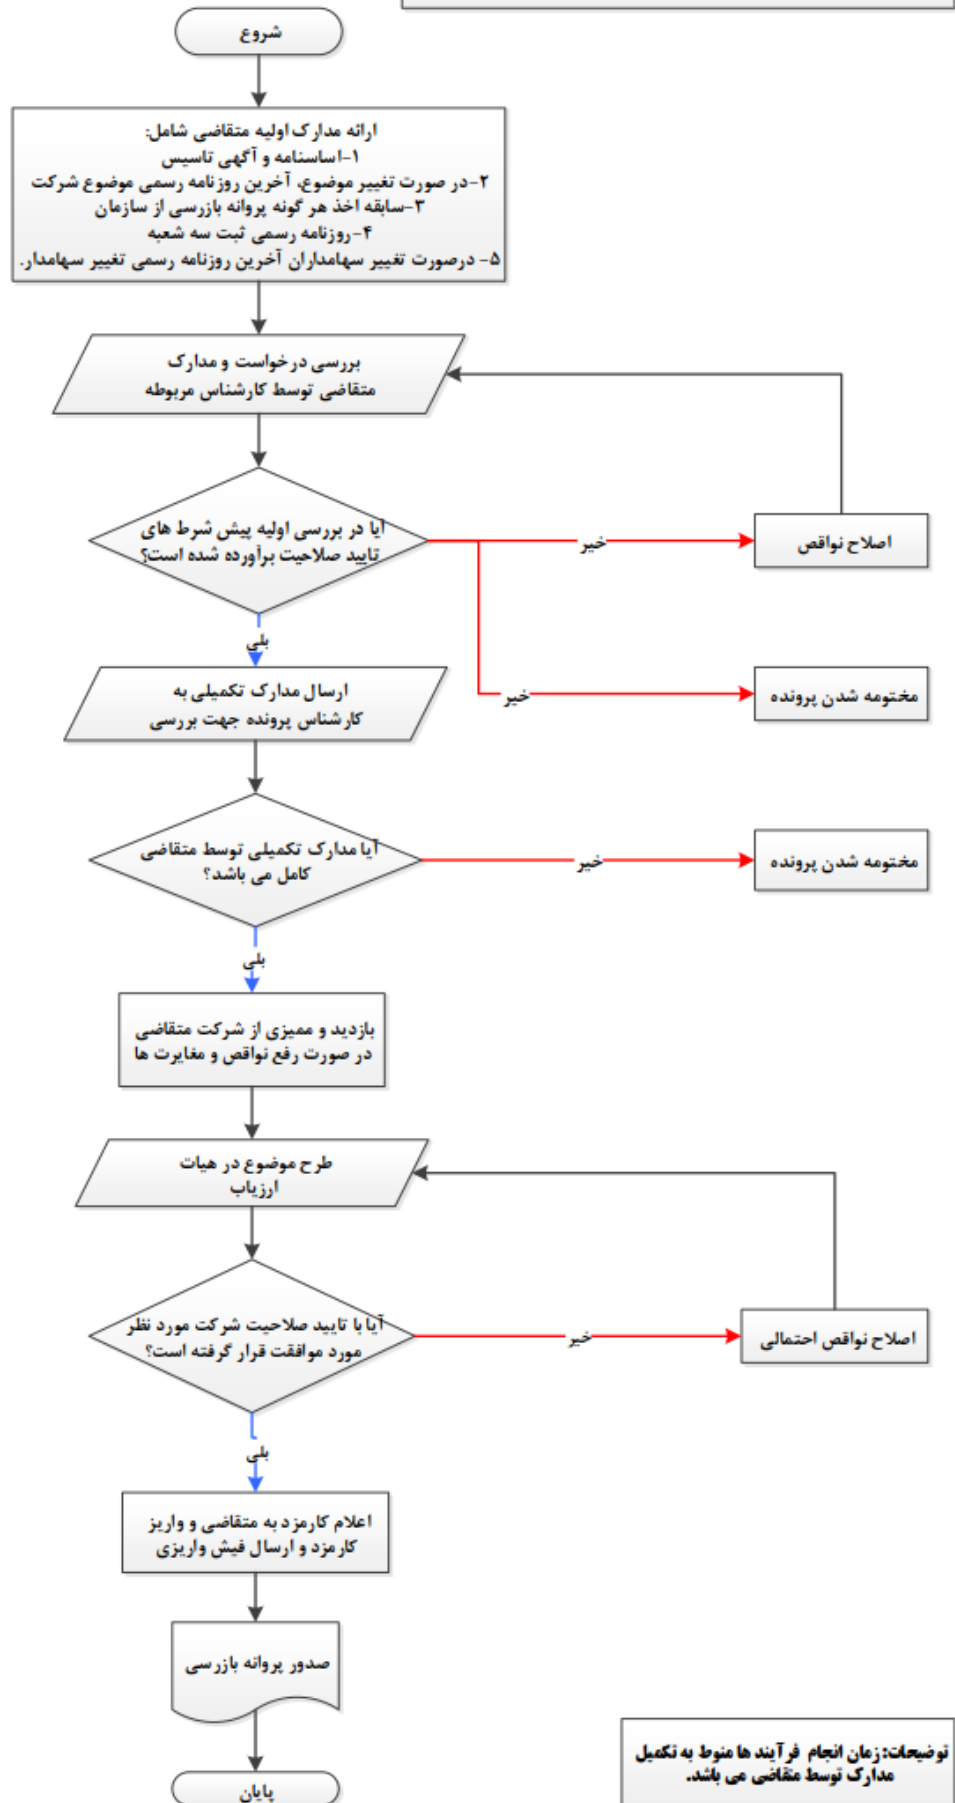 شروع
ارائه مدارک اولیه متقاضی شامل:
۱-اساسنامه و آگهی تاسیس
۲-در صورت تغییر موضوع، آخرین روزنامه رسمی موضوع شرکت
۳-سابقه اخذ هر گونه پروانه بازرسی از سازمان
۴-روزنامه رسمی ثبت سه شعبه
۵- درصورت تغییر سهامداران آخرین روزنامه رسمی تغییر سهامدار.
بررسی درخواست و مدارک
متقاضی توسط کارشناس مربوطه
آیا در بررسی اولیه پیش شرط های
تایید صلاحیت برآورده شده است؟
خیر
اصلاح نواقص
بلی
خیر
مختومه شدن پرونده
ارسال مدارک تکمیلی به
کارشناس پرونده جهت بررسی
آیا مدارک تکمیلی توسط متقاضی
کامل می باشد؟
خیر
مختومه شدن پرونده
بلی
بازدید و ممیزی از شرکت متقاضی
در صورت رفع نواقص و مغایرت ها
طرح موضوع در هیات
ارزیاب
آیا با تایید صلاحیت شرکت مورد نظر
مورد موافقت قرار گرفته است؟
خیر
اصلاح نواقص احتمالی
بلی
اعلام کارمزد به متقاضی و واریز
کارمزد و ارسال فیش واریزی
صدور پروانه بازرسی
پایان
توضیحات: زمان انجام فرآیند ها منوط به تکمیل
مدارک توسط متقاضی می باشد.